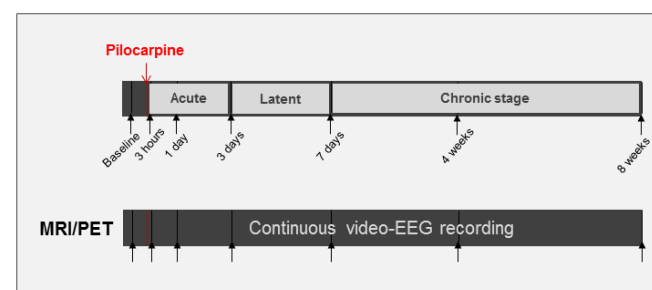 Pilocarpine
Acute
Latent
Chronic stage
Baseline
3 hours
1 day
3 days
7 days
4 weeks
8 weeks
MRI/PET
Continuous video-EEG recording